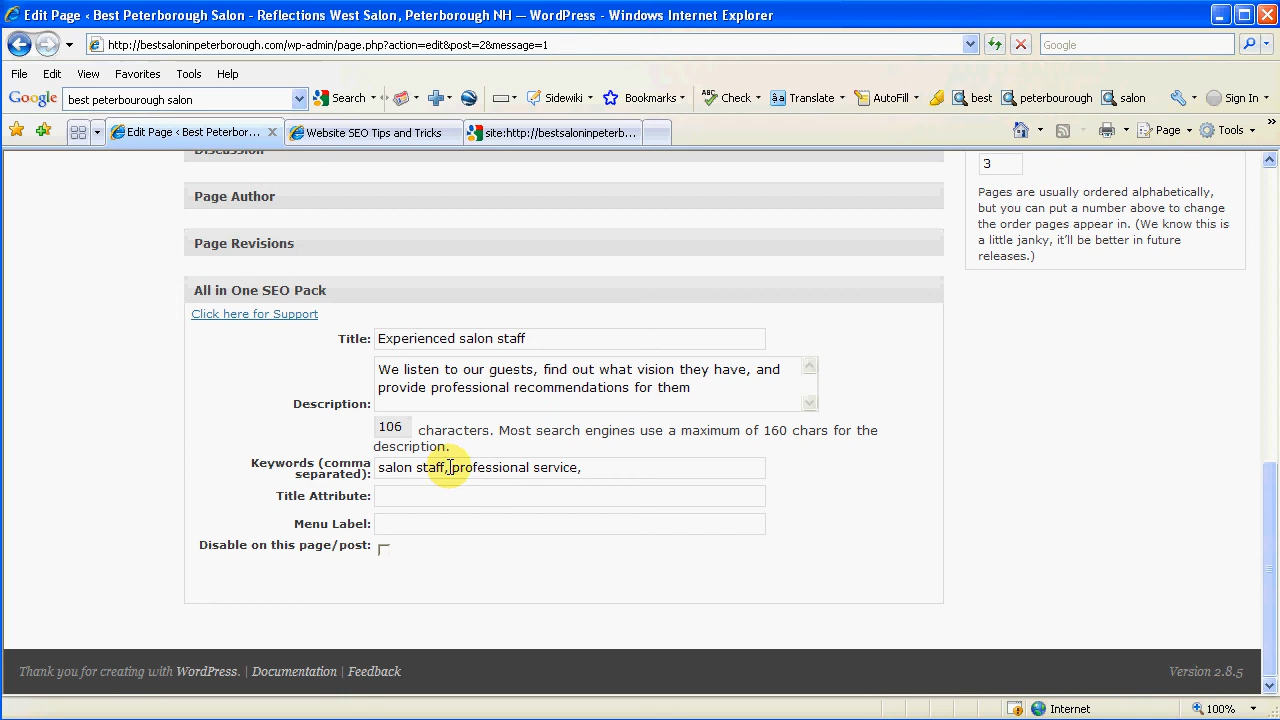 Edit Page ‹ Best Peterborough Salon - Reflections West Salon, Peterborough NH — WordPress - Windows Internet Explorer
http://bestsaloninpeterborough.com/wp-admin/page.php?action=edit&post=2&message=1
Google
File Edit View Favorites Tools Help
Google best peterbourough salon Search Sidewiki Bookmarks Check Translate AutoFill best peterbourough salon Sign In
Edit Page ‹ Best Peterbor... Website SEO Tips and Tricks site:http://bestsaloninpeterb... Page Tools
Discussion
3
Pages are usually ordered alphabetically,
but you can put a number above to change
the order pages appear in. (We know this is
a little janky, it'll be better in future
releases.)
Page Author
Page Revisions
All in One SEO Pack
Click here for Support
Title: Experienced salon staff
We listen to our guests, find out what vision they have, and
provide professional recommendations for them
Description:
106 characters. Most search engines use a maximum of 160 chars for the
description.
Keywords (comma
separated): salon staff, professional service,
Title Attribute:
Menu Label:
Disable on this page/post:
Thank you for creating with WordPress. | Documentation | Feedback
Version 2.8.5
Internet
100%